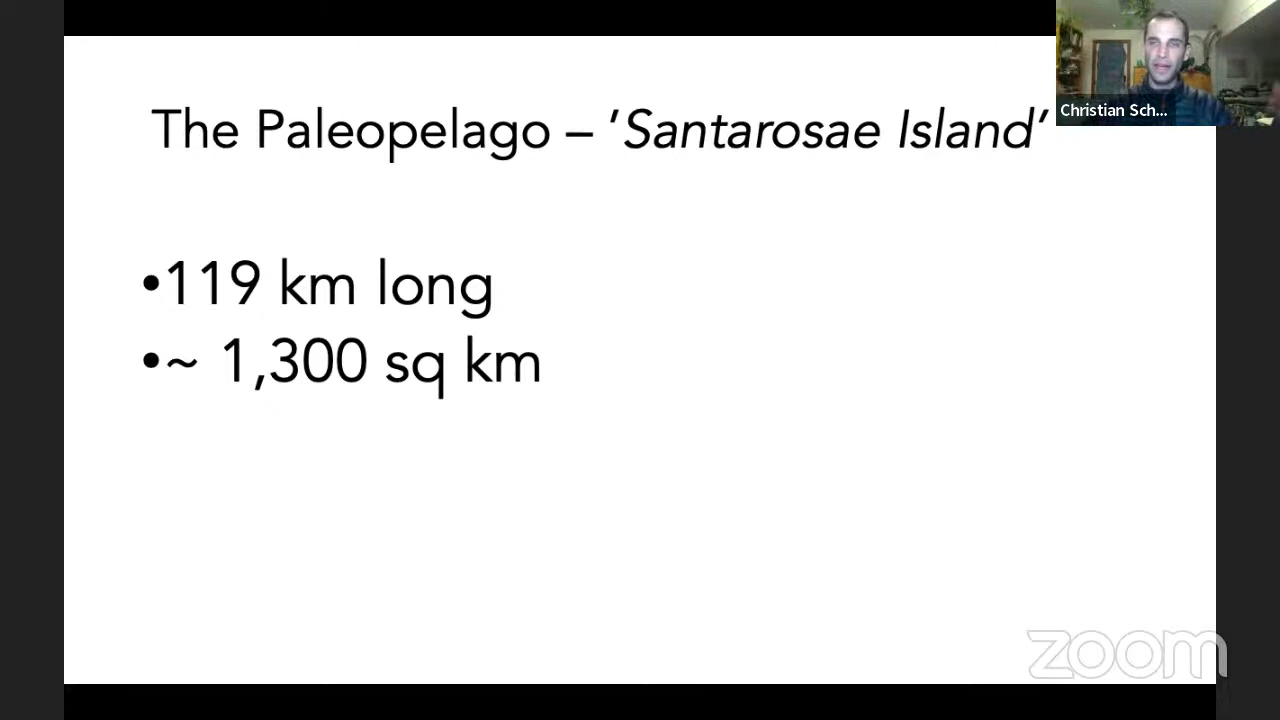 The Paleopelago – ‘Santarosae Island’
•119 km long
•~ 1,300 sq km
Christian Sch...
zoom